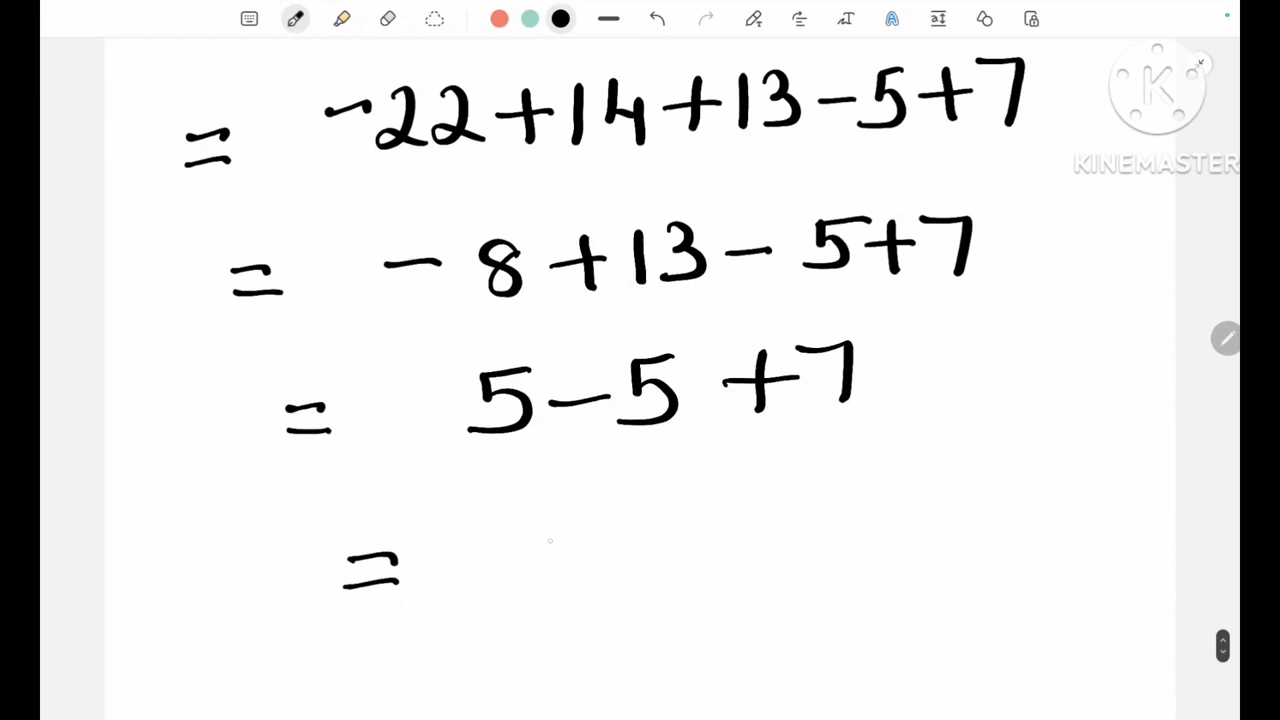 = -22+14+13-5+7
= -8+13-5+7
= 5-5+7
=
K
KINEMASTER